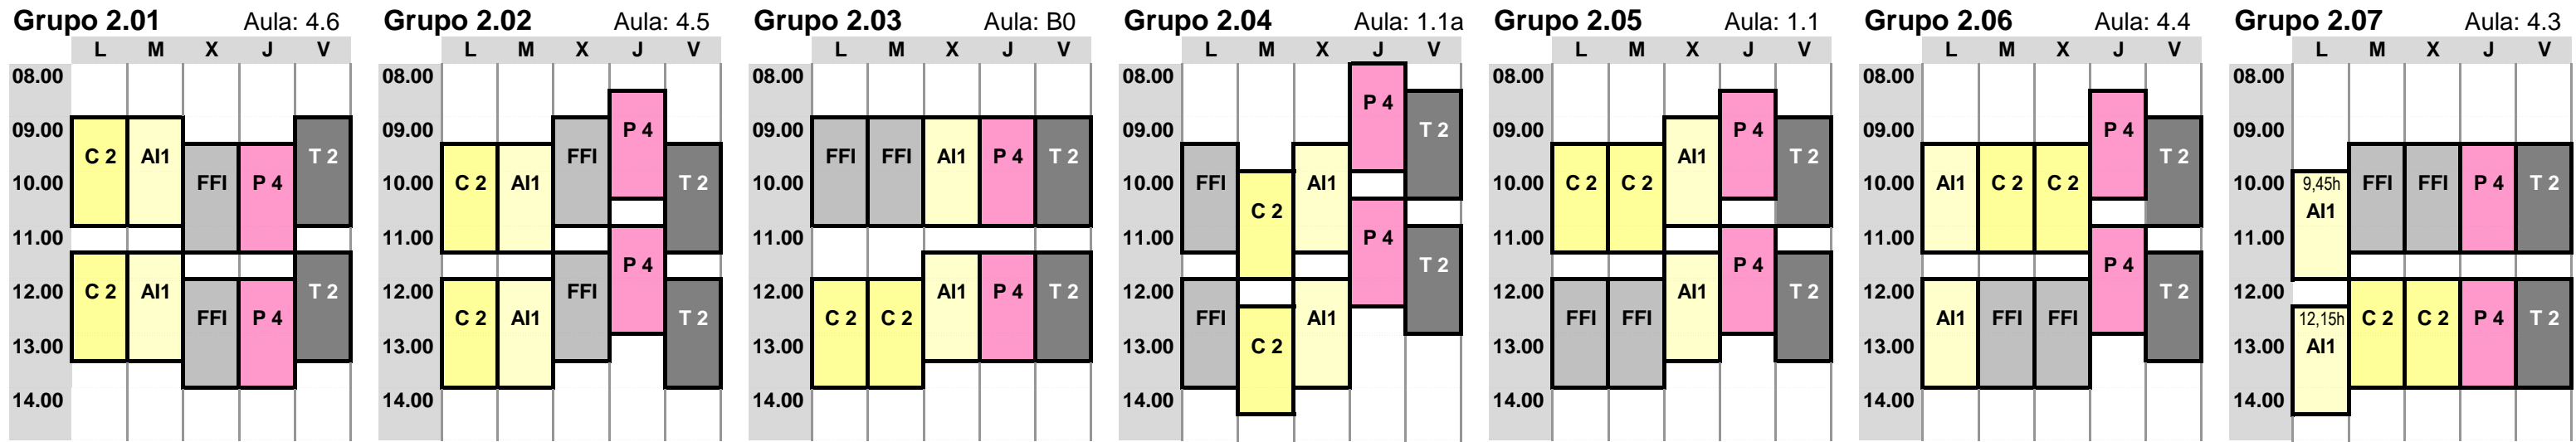 Grupo 2.01 Aula: 4.6
L M X J V
08.00
09.00
C 2 AI1 T 2
10.00 FFI P 4
11.00
12.00 C 2 AI1 T 2
FFI P 4
13.00
14.00
Grupo 2.02 Aula: 4.5
L M X J V
08.00
09.00 P 4
FFI
10.00 C 2 AI1 T 2
11.00
P 4
12.00 FFI
C 2 AI1 T 2
13.00
14.00
Grupo 2.03 Aula: B0
L M X J V
08.00
09.00
FFI FFI AI1 P 4 T 2
10.00
11.00
12.00 AI1 P 4 T 2
C 2 C 2
13.00
14.00
Grupo 2.04 Aula: 1.1a
L M X J V
08.00
P 4
09.00 T 2
10.00 FFI AI1
C 2
11.00 P 4
T 2
12.00
FFI AI1
13.00 C 2
14.00
Grupo 2.05 Aula: 1.1
L M X J V
08.00
09.00 P 4
AI1 T 2
10.00 C 2 C 2
11.00
P 4
12.00 AI1 T 2
FFI FFI
13.00
14.00
Grupo 2.06 Aula: 4.4
L M X J V
08.00
09.00 P 4
T 2
10.00 AI1 C 2 C 2
11.00
P 4
12.00 T 2
AI1 FFI FFI
13.00
14.00
Grupo 2.07 Aula: 4.3
L M X J V
08.00
09.00
10.00 9,45h FFI FFI P 4 T 2
AI1
11.00
12.00
12,15h C 2 C 2 P 4 T 2
13.00 AI1
14.00